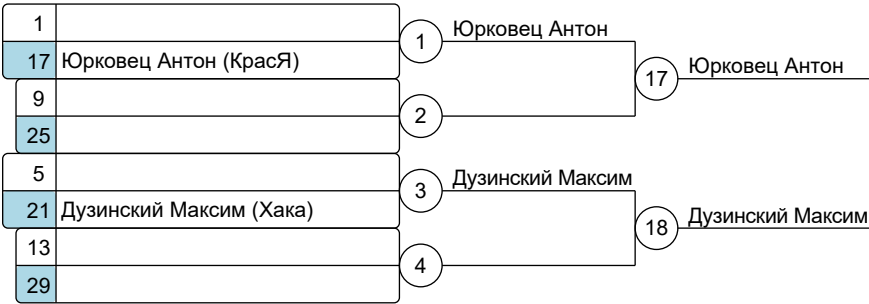 1
17 Юрковец Антон (КрасЯ)
1
Юрковец Антон
17
Юрковец Антон
9
25
2
5
21 Дузинский Максим (Хака)
3
Дузинский Максим
18
Дузинский Максим
13
29
4